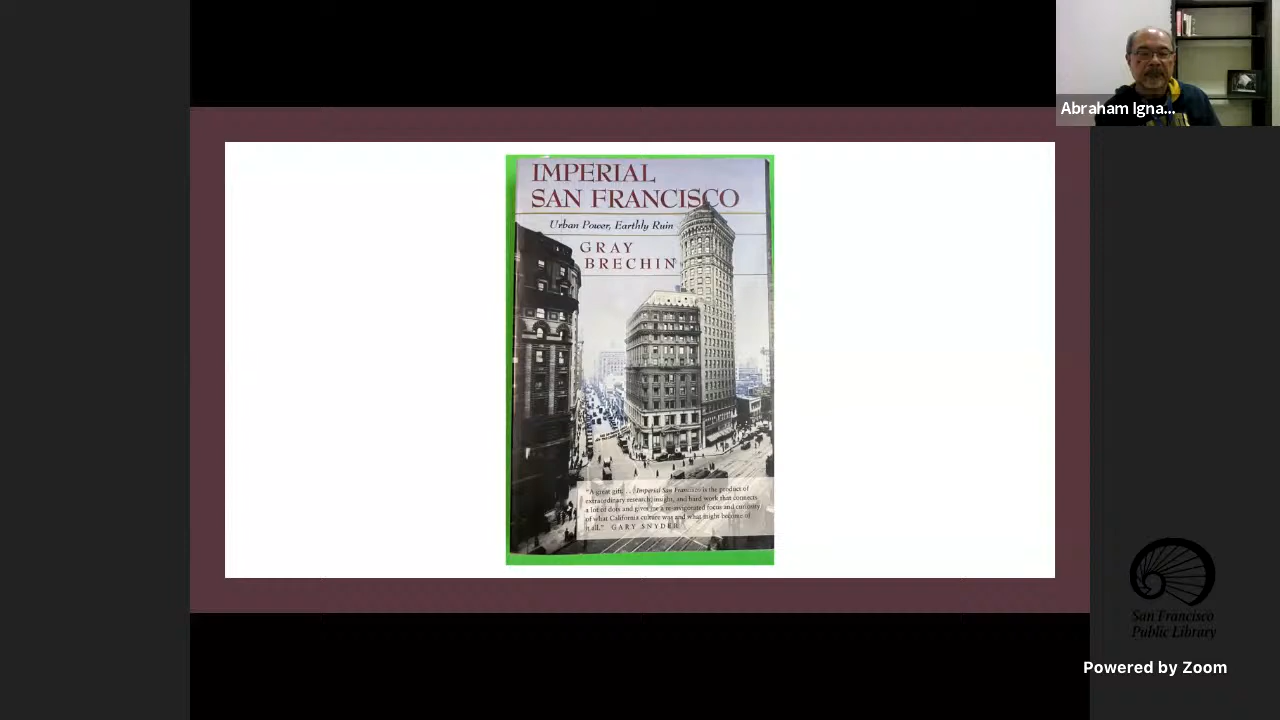 Abraham Igna...
IMPERIAL
SAN FRANCISCO
Urban Power, Earthly Ruin
GRAY
BRECHIN
"A great gift. . . . Imperial San Francisco is the product of
extraordinary research, insight, and hard work that connects
a lot of dots and gives me a reinvigorated focus and curiosity
of what California culture was and what might become of
it all." GARY SNYDER
San Francisco
Public Library
Powered by Zoom